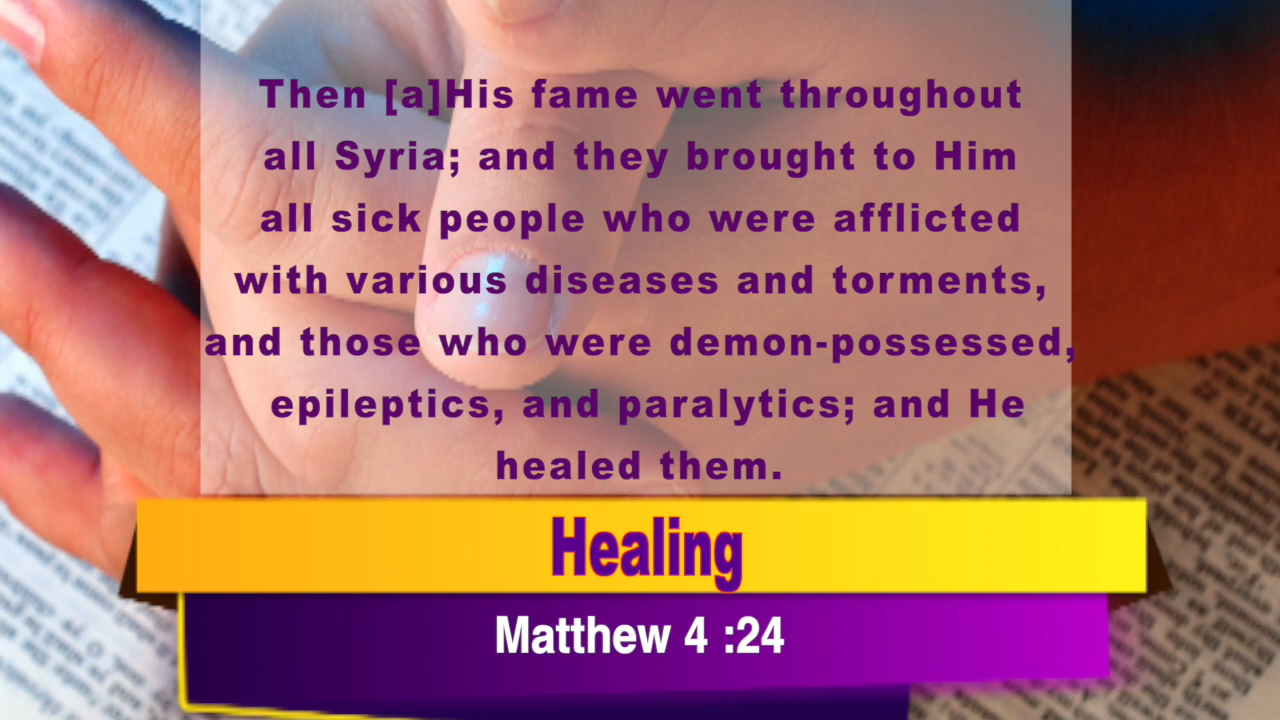 Then [a]His fame went throughout
all Syria; and they brought to Him
all sick people who were afflicted
with various diseases and torments,
and those who were demon-possessed,
epileptics, and paralytics; and He
healed them.
Healing
Matthew 4 :24